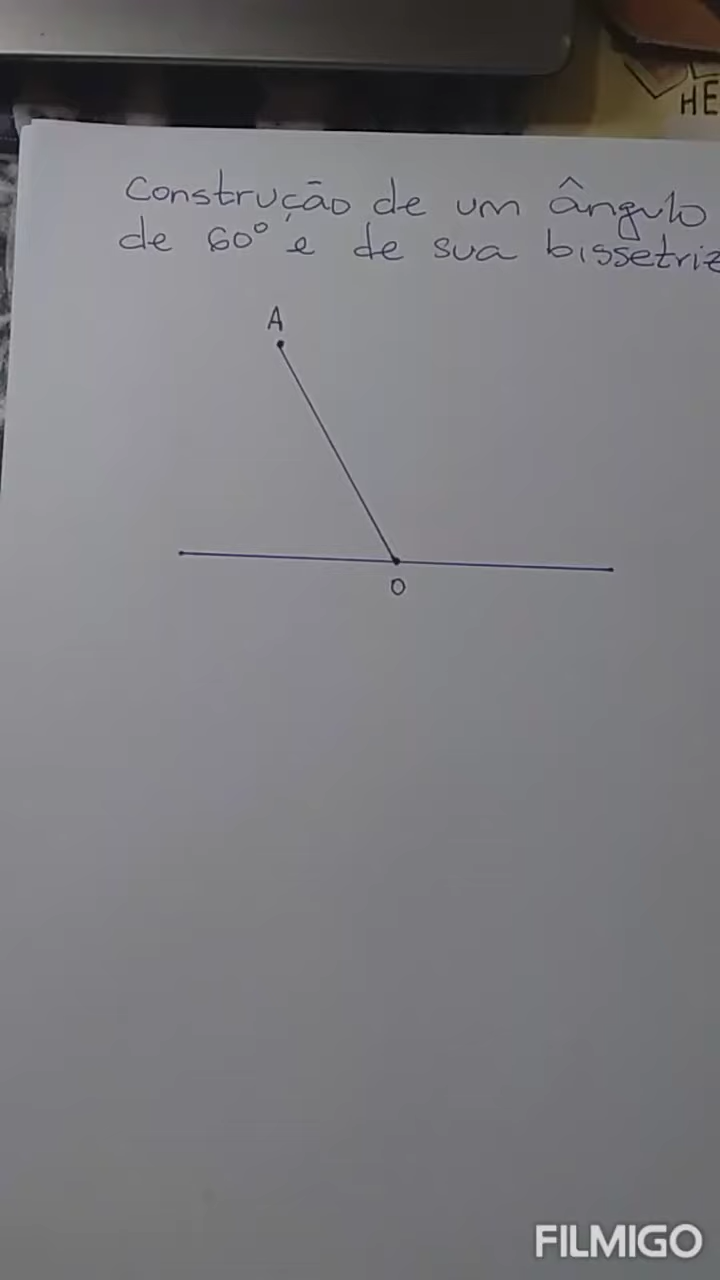 HE
Construção de um ângulo
de 60° e de sua bissetriz
A
O
FILMIGO